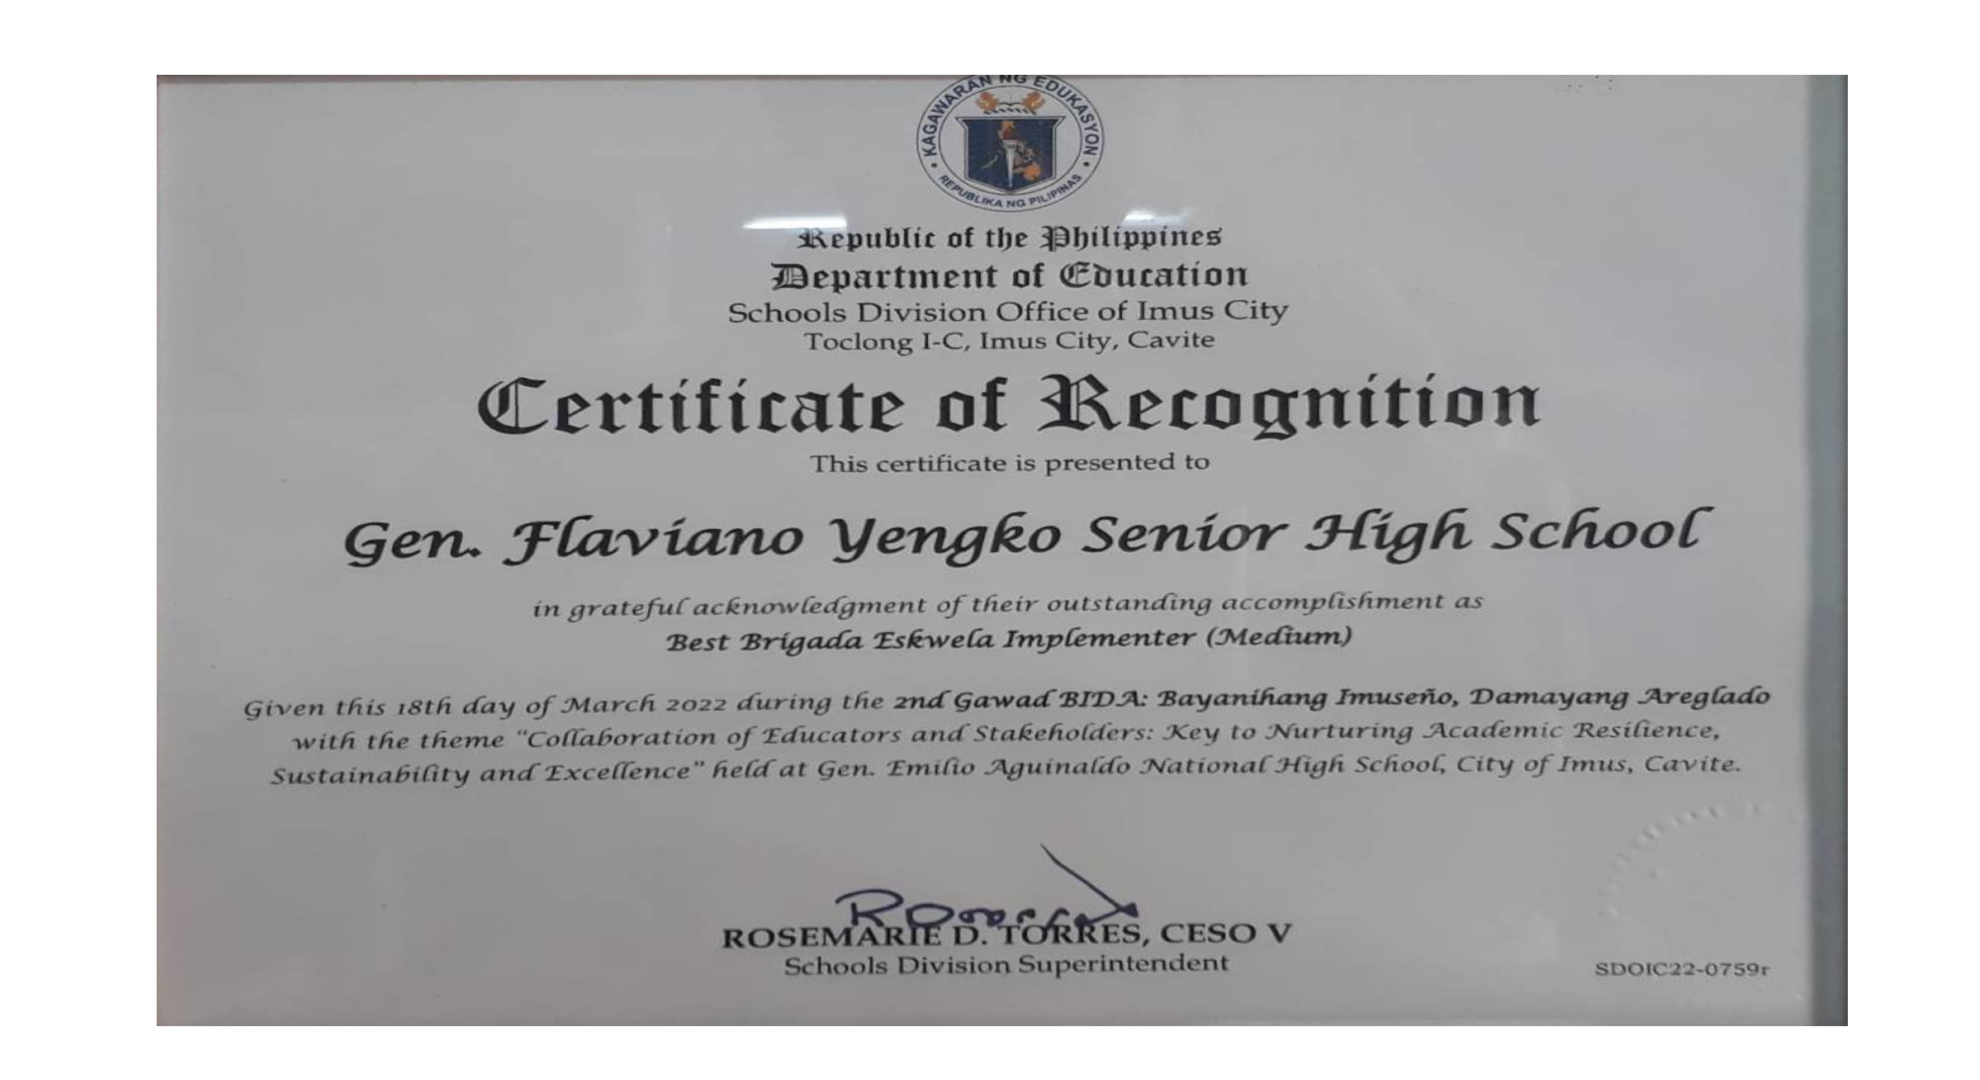 KAGAWARAN NG EDUKASYON
REPUBLIKA NG PILIPINAS
Republic of the Philippines
Department of Education
Schools Division Office of Imus City
Toclong I-C, Imus City, Cavite
Certificate of Recognition
This certificate is presented to
Gen. Flaviano Yengko Senior High School
in grateful acknowledgment of their outstanding accomplishment as
Best Brigada Eskwela Implementer (Medium)
Given this 18th day of March 2022 during the 2nd Gawad BIDA: Bayanihang Imuseño, Damayang Areglado
with the theme "Collaboration of Educators and Stakeholders: Key to Nurturing Academic Resilience,
Sustainability and Excellence" held at Gen. Emilio Aguinaldo National High School, City of Imus, Cavite.
ROSEMARIE D. TORRES, CESO V
Schools Division Superintendent
SDOIC22-0759r